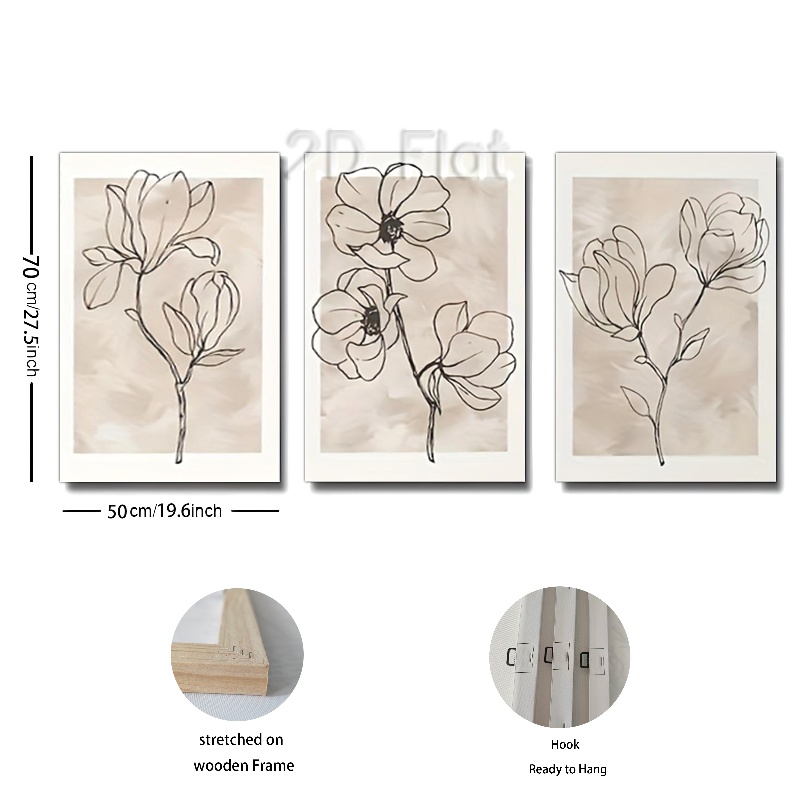 2D Flat
70 cm/27.5inch
50cm/19.6inch
stretched on
wooden Frame
Hook
Ready to Hang